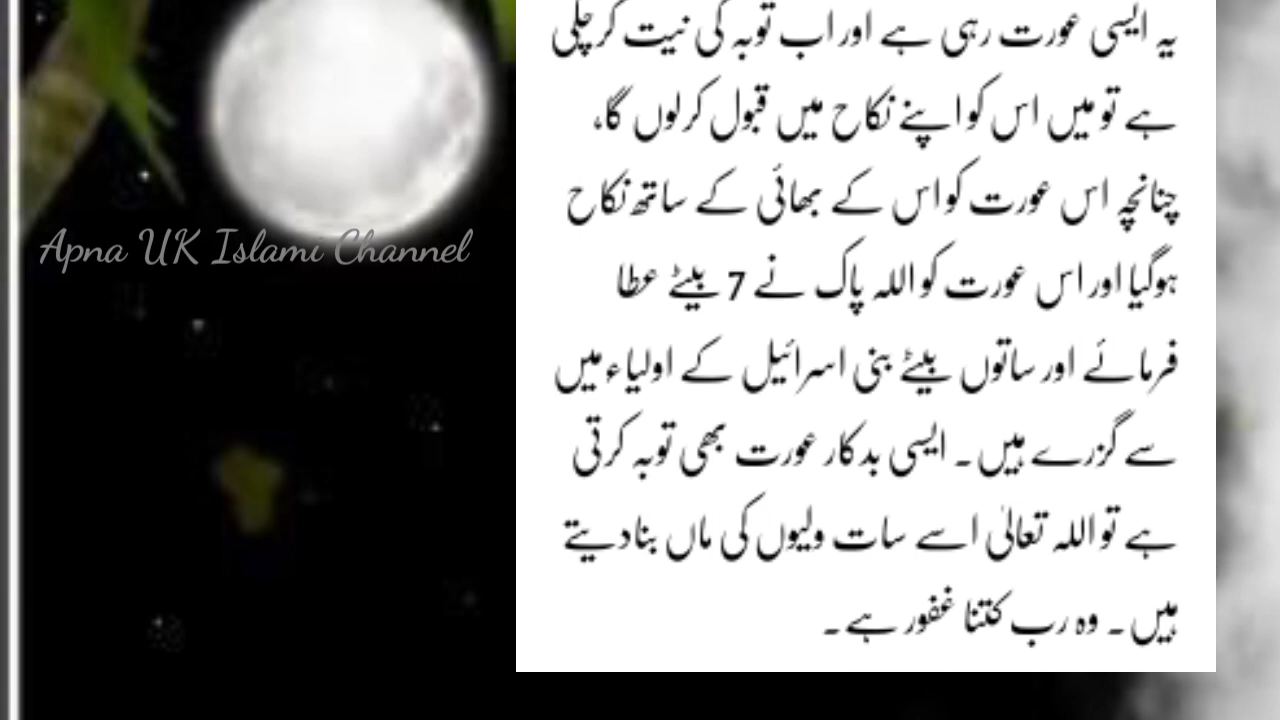 یہ ایسی عورت رہی ہے اور اب توبہ کی نیت کر چلی
ہے تو میں اس کو اپنے نکاح میں قبول کرلوں گا،
چنانچہ اس عورت کو اس کے بھائی کے ساتھ نکاح
ہوگیا اور اس عورت کو اللہ پاک نے 7 بیٹے عطا
فرمائے اور ساتوں بیٹے بنی اسرائیل کے اولیاء میں
سے گزرے ہیں۔ ایسی بدکار عورت بھی توبہ کرتی
ہے تو اللہ تعالیٰ اسے سات ولیوں کی ماں بنا دیتے
ہیں۔ وہ رب کتنا غفور ہے۔
Apna UK Islami Channel